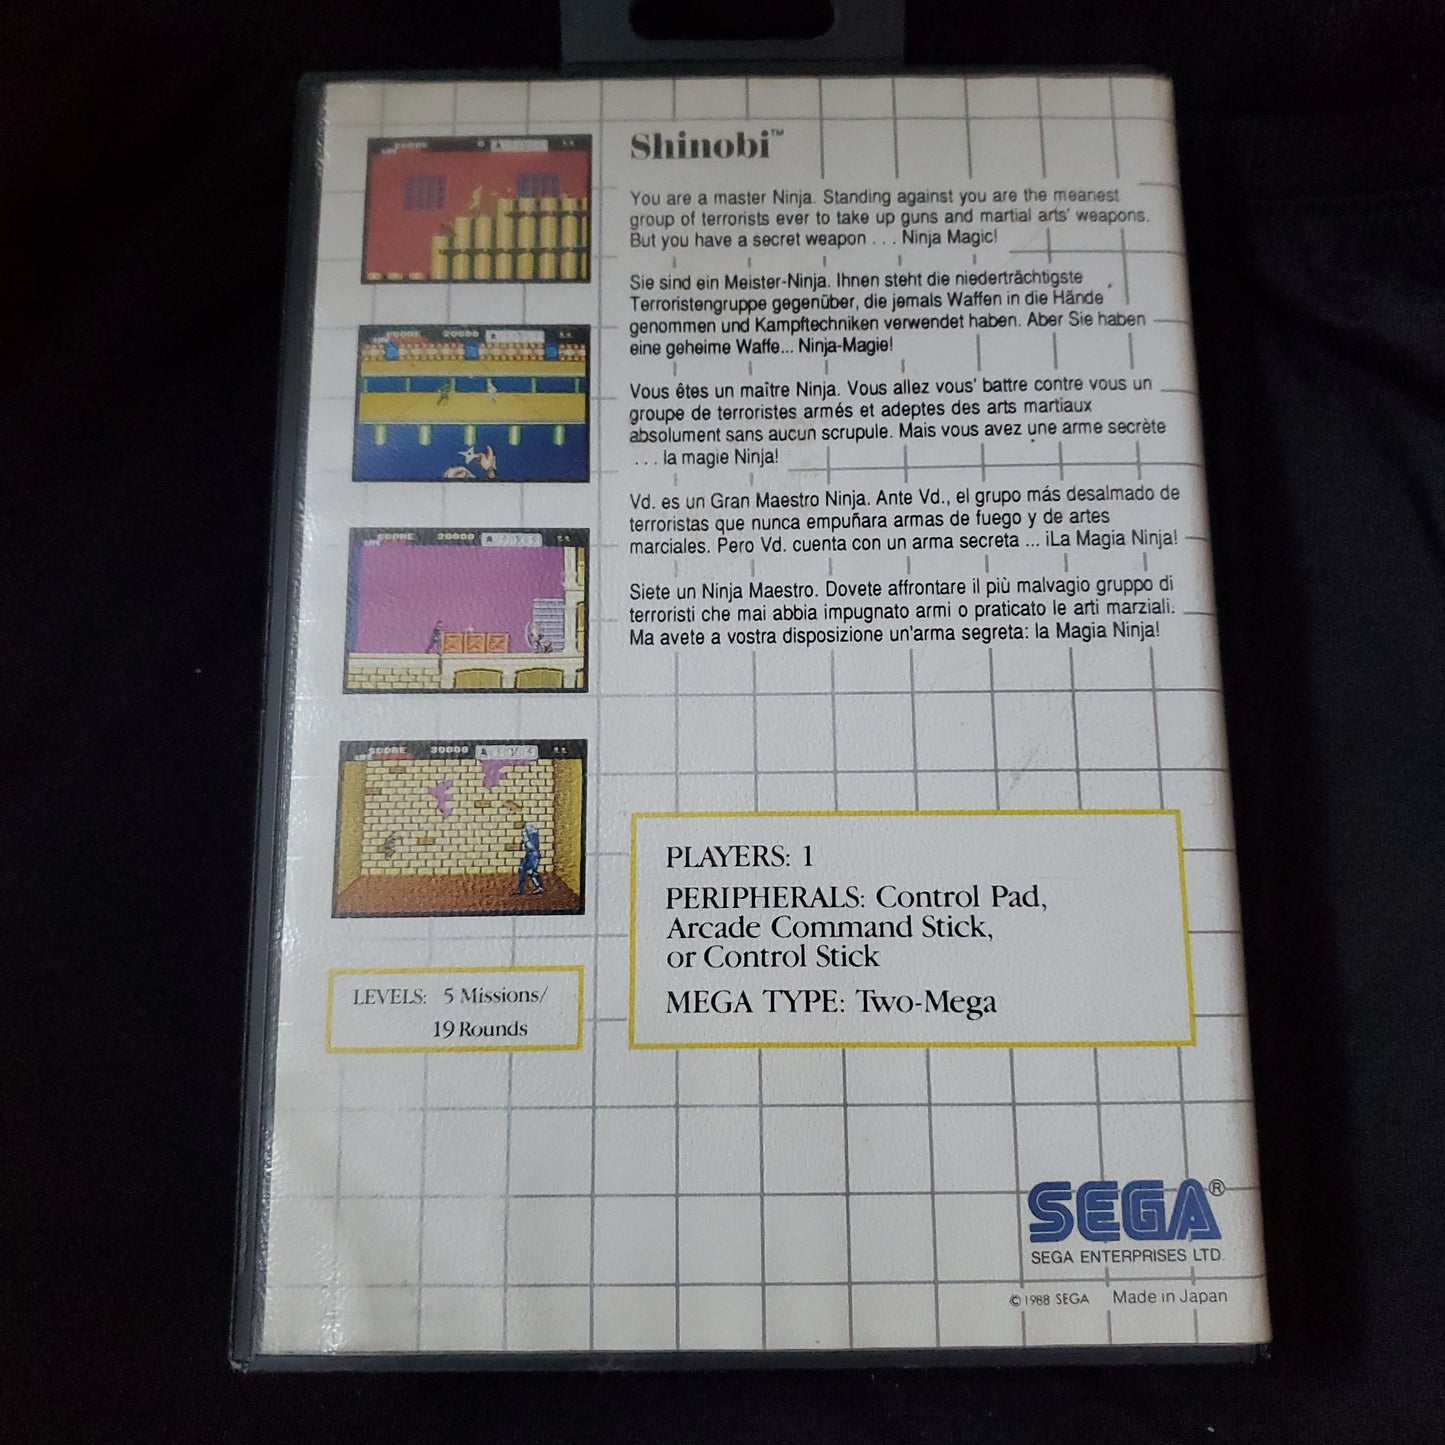 Shinobi™
You are a master Ninja. Standing against you are the meanest
group of terrorists ever to take up guns and martial arts' weapons.
But you have a secret weapon . . . Ninja Magic!
Sie sind ein Meister-Ninja. Ihnen steht die niederträchtigste
Terroristengruppe gegenüber, die jemals Waffen in die Hände
genommen und Kampftechniken verwendet haben. Aber Sie haben
eine geheime Waffe... Ninja-Magie!
Vous êtes un maître Ninja. Vous allez vous' battre contre vous un
groupe de terroristes armés et adeptes des arts martiaux
absolument sans aucun scrupule. Mais vous avez une arme secrète
. . . la magie Ninja!
Vd. es un Gran Maestro Ninja. Ante Vd., el grupo más desalmado de
terroristas que nunca empuñara armas de fuego y de artes
marciales. Pero Vd. cuenta con un arma secreta ... ¡La Magia Ninja!
Siete un Ninja Maestro. Dovete affrontare il più malvagio gruppo di
terroristi che mai abbia impugnato armi o praticato le arti marziali.
Ma avete a vostra disposizione un'arma segreta: la Magia Ninja!
SCORE 0
SCORE 20000
SCORE 20000
SCORE 30000
LEVELS: 5 Missions/
19 Rounds
PLAYERS: 1
PERIPHERALS: Control Pad,
Arcade Command Stick,
or Control Stick
MEGA TYPE: Two-Mega
SEGA®
SEGA ENTERPRISES LTD.
© 1988 SEGA Made in Japan